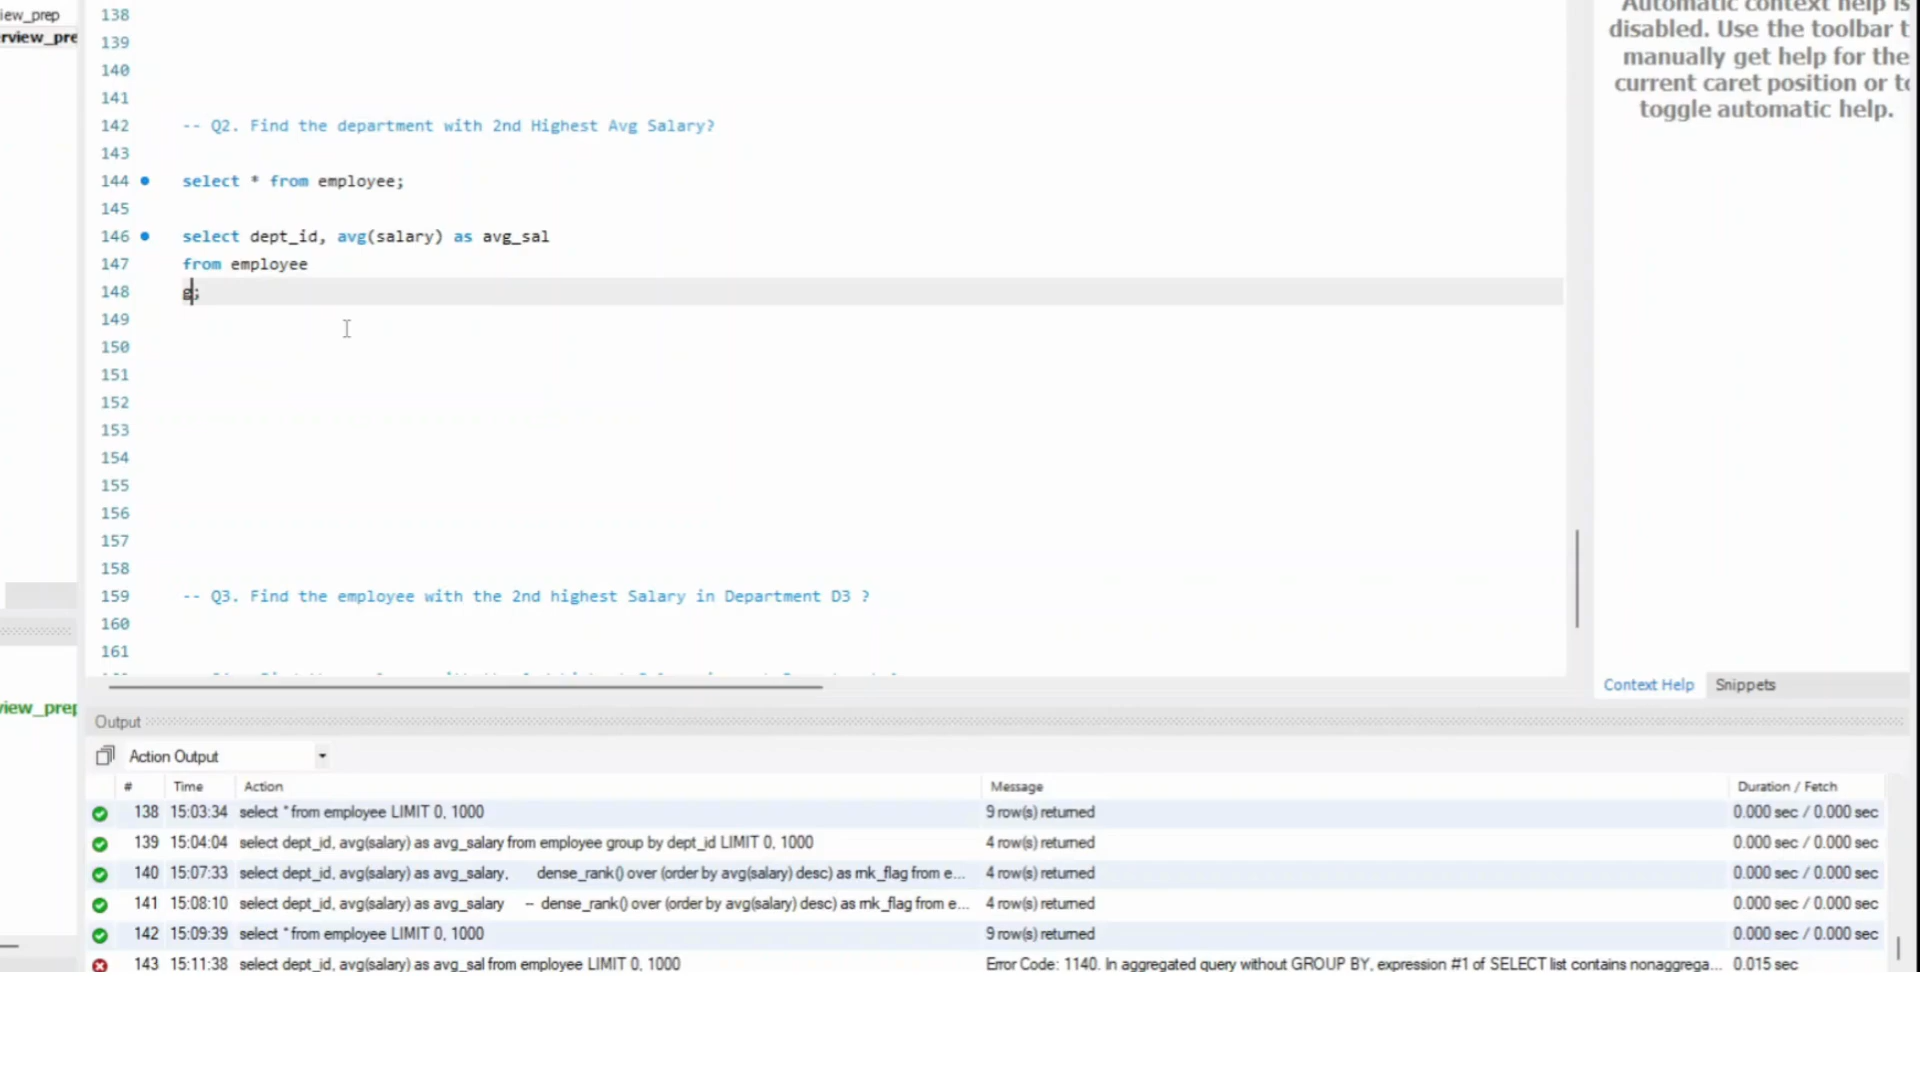 iew_prep
rview_pre
138
139
140
141
142 -- Q2. Find the department with 2nd Highest Avg Salary?
143
144 select * from employee;
145
146 select dept_id, avg(salary) as avg_sal
147 from employee
148 g;
149
150
151
152
153
154
155
156
157
158
159 -- Q3. Find the employee with the 2nd highest Salary in Department D3 ?
160
161
Automatic context help is
disabled. Use the toolbar t
manually get help for the
current caret position or to
toggle automatic help.
Context Help Snippets
view_prep
Output
Action Output
# Time Action Message Duration / Fetch
138 15:03:34 select * from employee LIMIT 0, 1000 9 row(s) returned 0.000 sec / 0.000 sec
139 15:04:04 select dept_id, avg(salary) as avg_salary from employee group by dept_id LIMIT 0, 1000 4 row(s) returned 0.000 sec / 0.000 sec
140 15:07:33 select dept_id, avg(salary) as avg_salary, dense_rank() over (order by avg(salary) desc) as rnk_flag from e... 4 row(s) returned 0.000 sec / 0.000 sec
141 15:08:10 select dept_id, avg(salary) as avg_salary -- dense_rank() over (order by avg(salary) desc) as rnk_flag from e... 4 row(s) returned 0.000 sec / 0.000 sec
142 15:09:39 select * from employee LIMIT 0, 1000 9 row(s) returned 0.000 sec / 0.000 sec
143 15:11:38 select dept_id, avg(salary) as avg_sal from employee LIMIT 0, 1000 Error Code: 1140. In aggregated query without GROUP BY, expression #1 of SELECT list contains nonaggrega... 0.015 sec